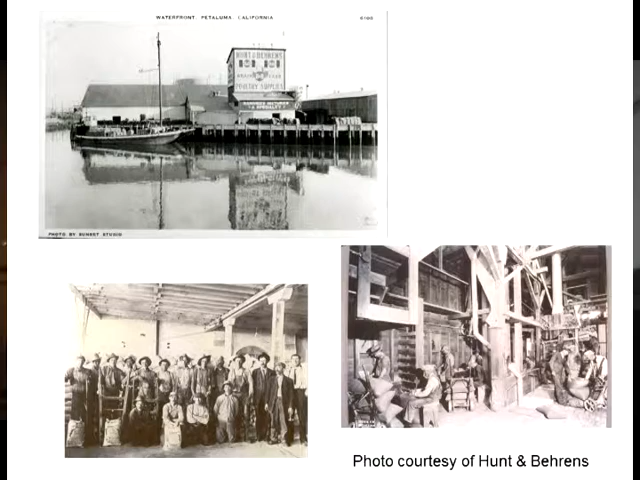 WATERFRONT, PETALUMA, CALIFORNIA
HUNT & BEHRENS
POULTRY SUPPLIES
PHOTO BY SUNSET STUDIO
Photo courtesy of Hunt & Behrens